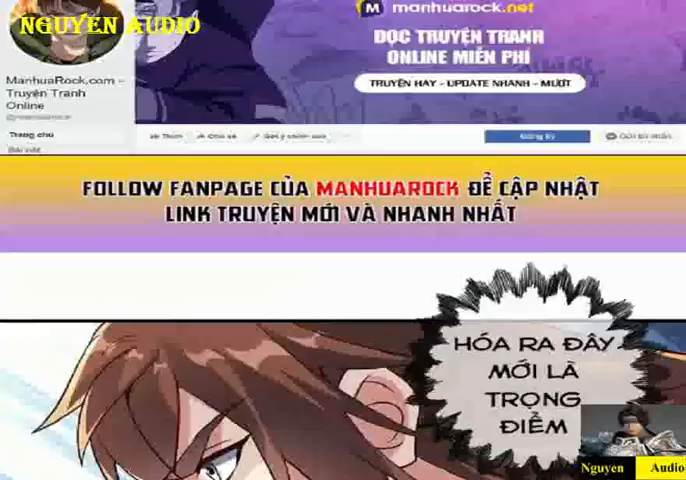 NGUYEN AUDIO
M manhuarock.net
ĐỌC TRUYỆN TRANH
ONLINE MIỄN PHÍ
TRUYỆN HAY - UPDATE NHANH - MƯỢT
ManhuaRock.com -
Truyện Tranh
Online
Trang chủ
FOLLOW FANPAGE CỦA MANHUAROCK ĐỂ CẬP NHẬT
LINK TRUYỆN MỚI VÀ NHANH NHẤT
HÓA RA ĐÂY
MỚI LÀ
TRỌNG
ĐIỂM
Nguyen Audio